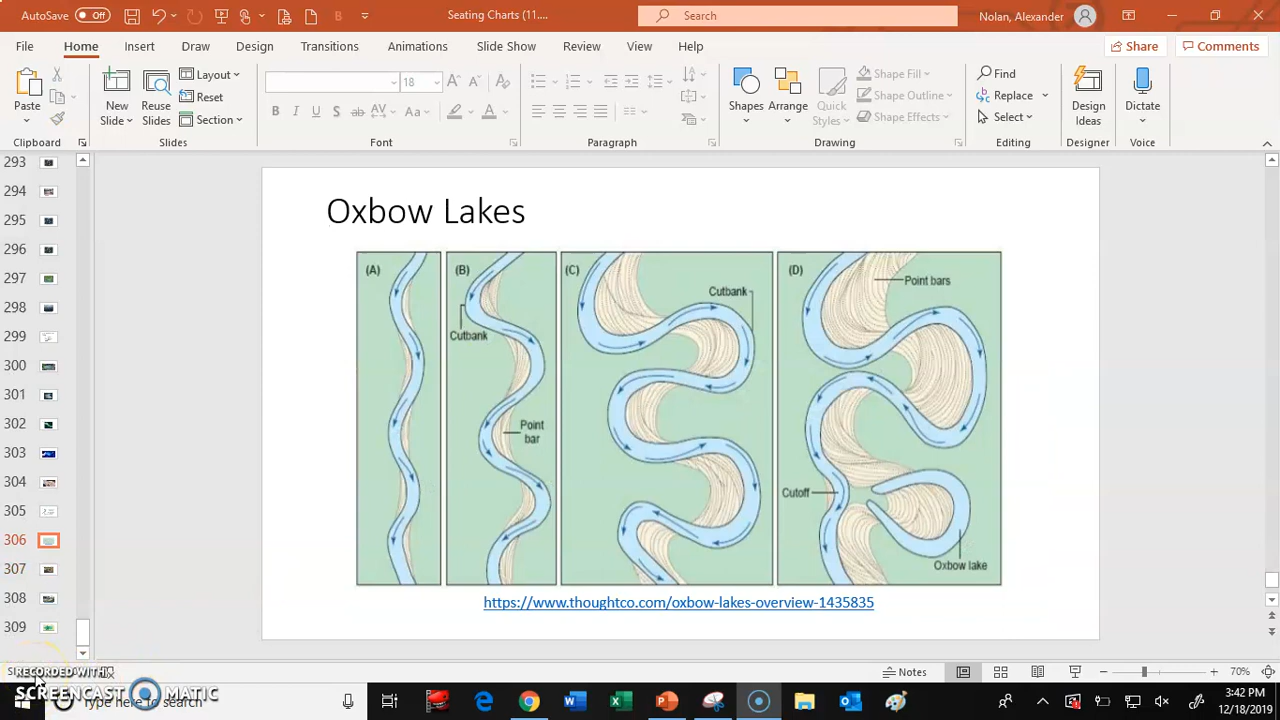 AutoSave Off Seating Charts (11.... Search Nolan, Alexander
File Home Insert Draw Design Transitions Animations Slide Show Review View Help Share Comments
Paste New Slide Reuse Slides Layout Reset Section 18 Shapes Arrange Quick Styles Shape Fill Shape Outline Shape Effects Find Replace Select Design Ideas Dictate
Clipboard Slides Font Paragraph Drawing Editing Designer Voice
293
294
295
296
297
298
299
300
301
302
303
304
305
306
307
308
309
Oxbow Lakes
(A) (B) (C) (D)
Cutbank
Point bar
Cutbank
Point bars
Cutoff
Oxbow lake
https://www.thoughtco.com/oxbow-lakes-overview-1435835
Notes 70%
RECORDED WITH
SCREENCAST MATIC
Type here to search
3:42 PM
12/18/2019